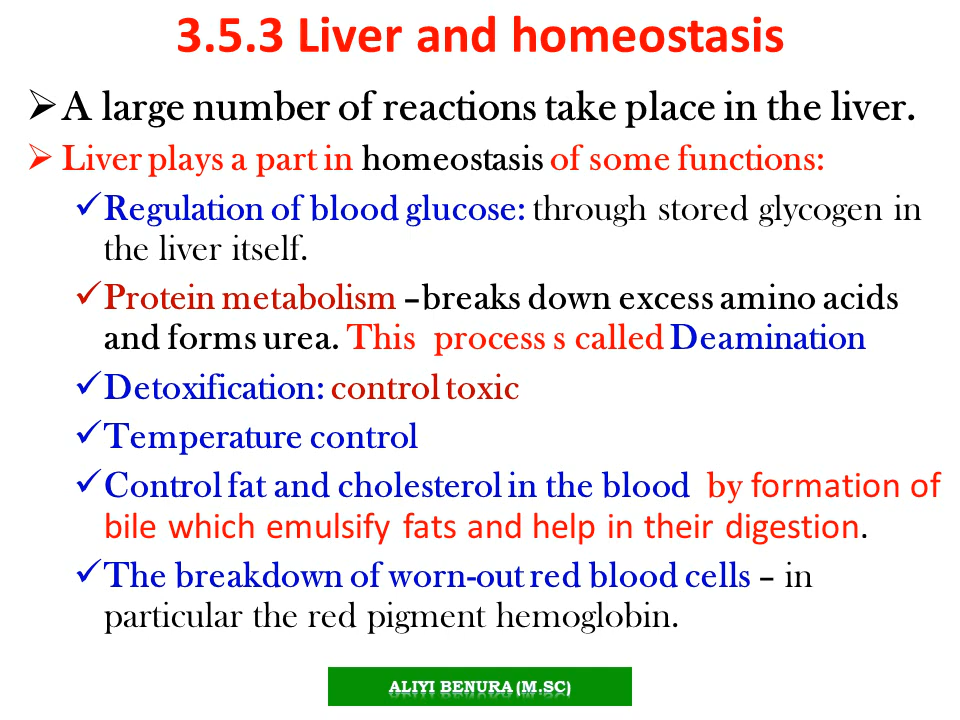 3.5.3 Liver and homeostasis
➢ A large number of reactions take place in the liver.
➢ Liver plays a part in homeostasis of some functions:
✓ Regulation of blood glucose: through stored glycogen in
the liver itself.
✓ Protein metabolism –breaks down excess amino acids
and forms urea. This process s called Deamination
✓ Detoxification: control toxic
✓ Temperature control
✓ Control fat and cholesterol in the blood by formation of
bile which emulsify fats and help in their digestion.
✓ The breakdown of worn-out red blood cells – in
particular the red pigment hemoglobin.
ALIYI BENURA (M.SC)